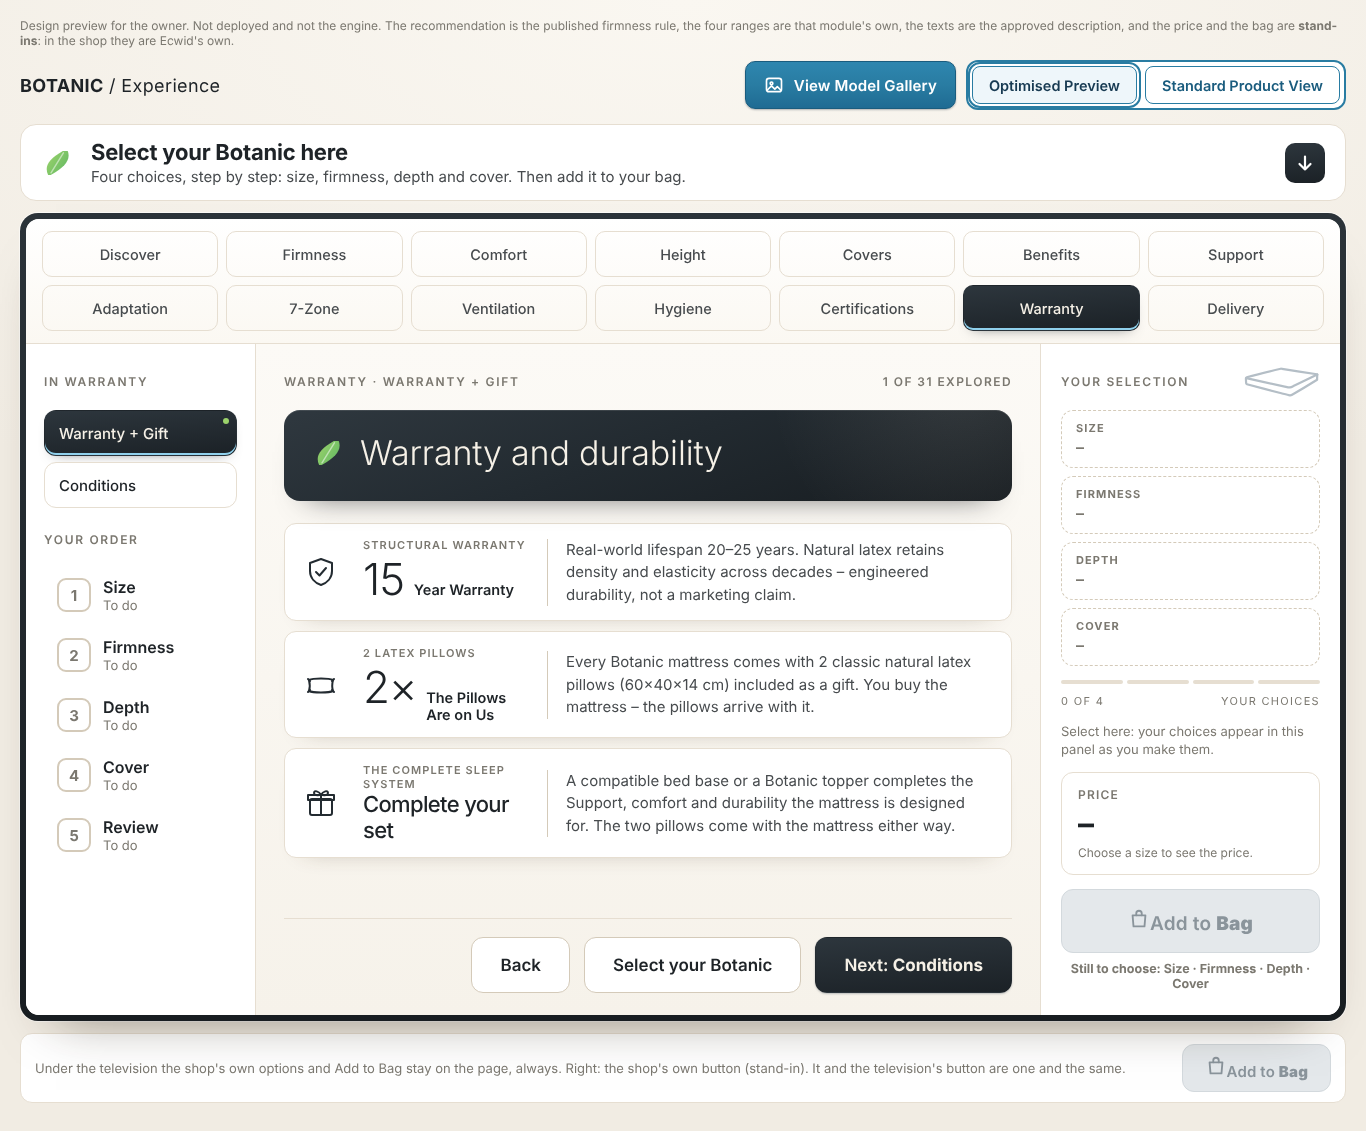 Design preview for the owner. Not deployed and not the engine. The recommendation is the published firmness rule, the four ranges are that module's own, the texts are the approved description, and the price and the bag are stand-
ins: in the shop they are Ecwid's own.
BOTANIC / Experience
View Model Gallery
Optimised Preview
Standard Product View
Select your Botanic here
Four choices, step by step: size, firmness, depth and cover. Then add it to your bag.
Discover
Firmness
Comfort
Height
Covers
Benefits
Support
Adaptation
7-Zone
Ventilation
Hygiene
Certifications
Warranty
Delivery
IN WARRANTY
Warranty + Gift
Conditions
YOUR ORDER
1
Size
To do
2
Firmness
To do
3
Depth
To do
4
Cover
To do
5
Review
To do
WARRANTY · WARRANTY + GIFT
1 OF 31 EXPLORED
Warranty and durability
STRUCTURAL WARRANTY
15 Year Warranty
Real-world lifespan 20–25 years. Natural latex retains
density and elasticity across decades – engineered
durability, not a marketing claim.
2 LATEX PILLOWS
2× The Pillows
Are on Us
Every Botanic mattress comes with 2 classic natural latex
pillows (60×40×14 cm) included as a gift. You buy the
mattress – the pillows arrive with it.
THE COMPLETE SLEEP
SYSTEM
Complete your
set
A compatible bed base or a Botanic topper completes the
Support, comfort and durability the mattress is designed
for. The two pillows come with the mattress either way.
Back
Select your Botanic
Next: Conditions
YOUR SELECTION
SIZE
–
FIRMNESS
–
DEPTH
–
COVER
–
0 OF 4
YOUR CHOICES
Select here: your choices appear in this
panel as you make them.
PRICE
–
Choose a size to see the price.
Add to Bag
Still to choose: Size · Firmness · Depth ·
Cover
Under the television the shop's own options and Add to Bag stay on the page, always. Right: the shop's own button (stand-in). It and the television's button are one and the same.
Add to Bag